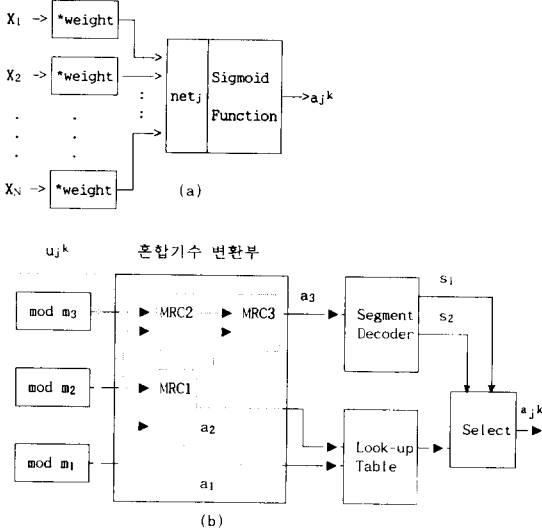 X1 -> *weight
X2 -> *weight
XN -> *weight
netj
Sigmoid
Function
ajk
(a)
ujk
혼합기수 변환부
mod m3
MRC2
MRC3
a3
Segment
Decoder
s1
s2
mod m2
MRC1
a2
mod m1
a1
Look-up
Table
Select
ajk
(b)